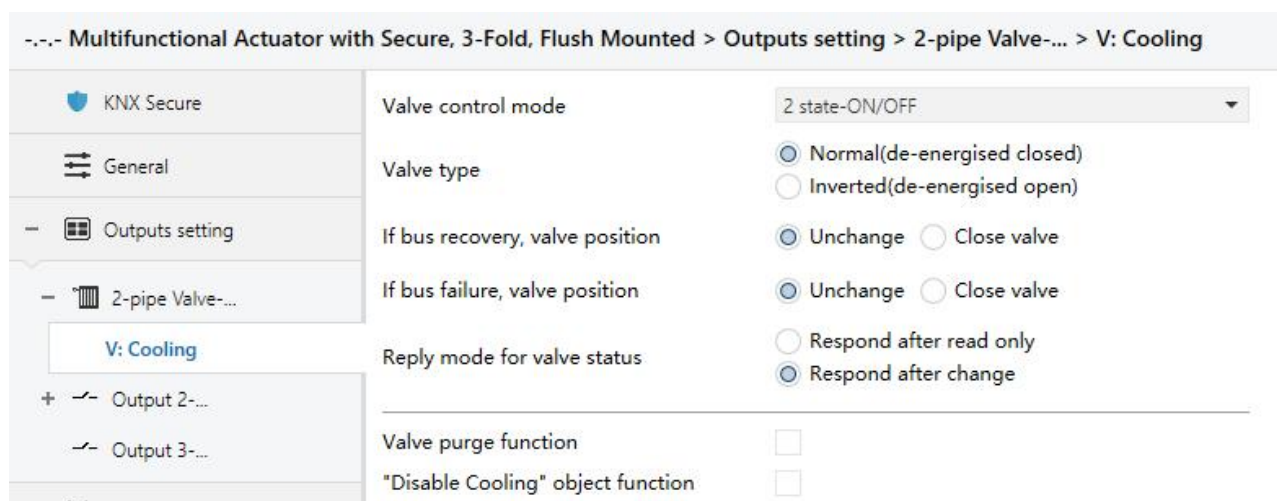 -.-.- Multifunctional Actuator with Secure, 3-Fold, Flush Mounted > Outputs setting > 2-pipe Valve-... > V: Cooling
KNX Secure
General
Outputs setting
2-pipe Valve-...
V: Cooling
Output 2-...
Output 3-...
Valve control mode
2 state-ON/OFF
Valve type
Normal(de-energised closed)
Inverted(de-energised open)
If bus recovery, valve position
Unchange Close valve
If bus failure, valve position
Unchange Close valve
Reply mode for valve status
Respond after read only
Respond after change
Valve purge function
"Disable Cooling" object function